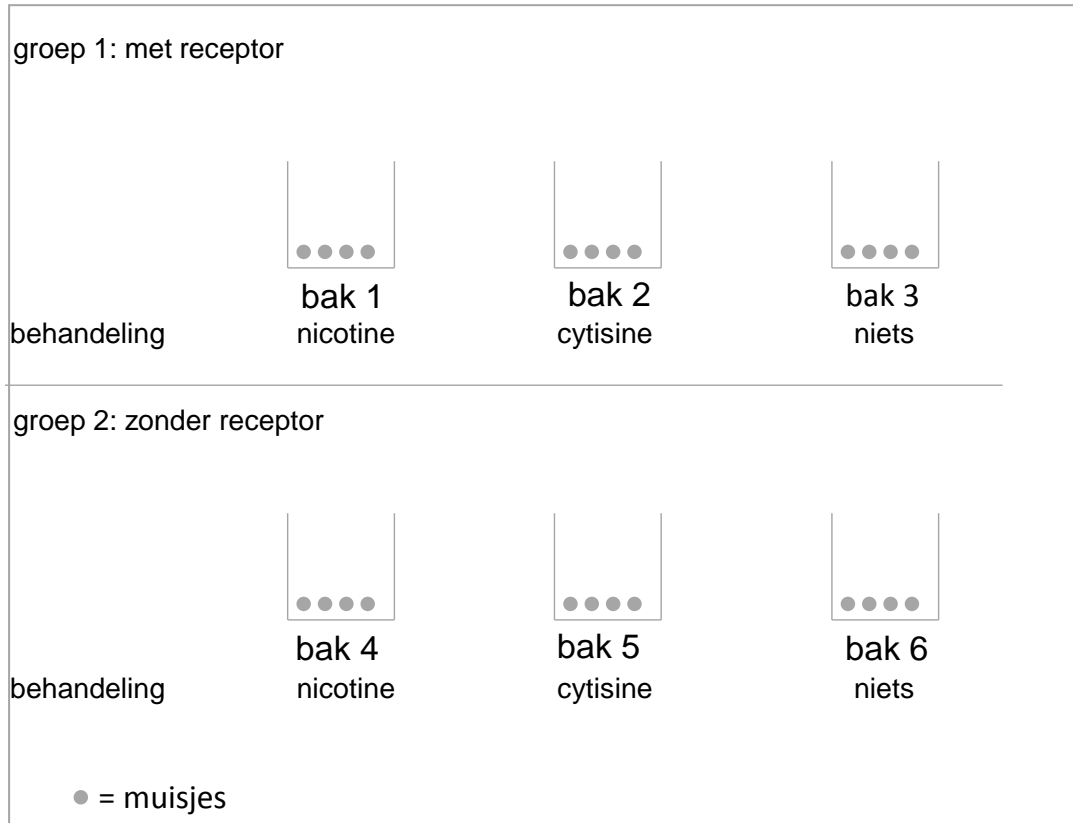 groep 1: met receptor
bak 1 bak 2 bak 3
behandeling nicotine cytisine niets
groep 2: zonder receptor
bak 4 bak 5 bak 6
behandeling nicotine cytisine niets
= muisjes